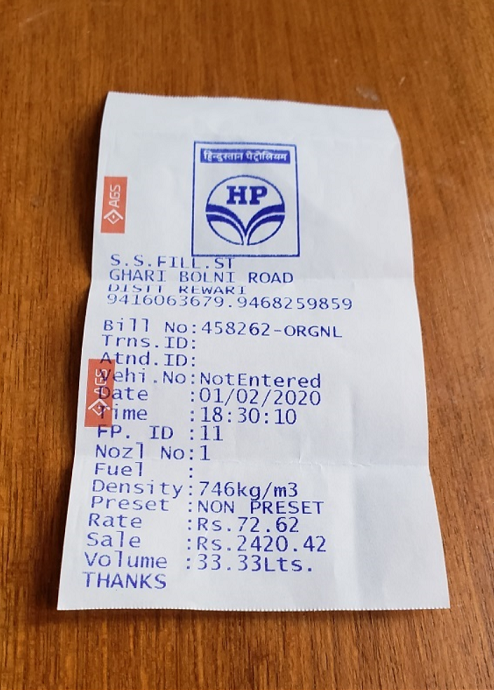 हिन्दुस्तान पेट्रोलियम
HP
AGS
S.S.FILL.ST
GHARI BOLNI ROAD
DISTT REWARI
9416063679.9468259859
Bill No:458262-ORGNL
Trns.ID:
Atnd.ID:
Vehi.No:NotEntered
AGS
Date :01/02/2020
Time :18:30:10
FP. ID :11
Nozl No:1
Fuel :
Density:746kg/m3
Preset :NON PRESET
Rate :Rs.72.62
Sale :Rs.2420.42
Volume :33.33Lts.
THANKS